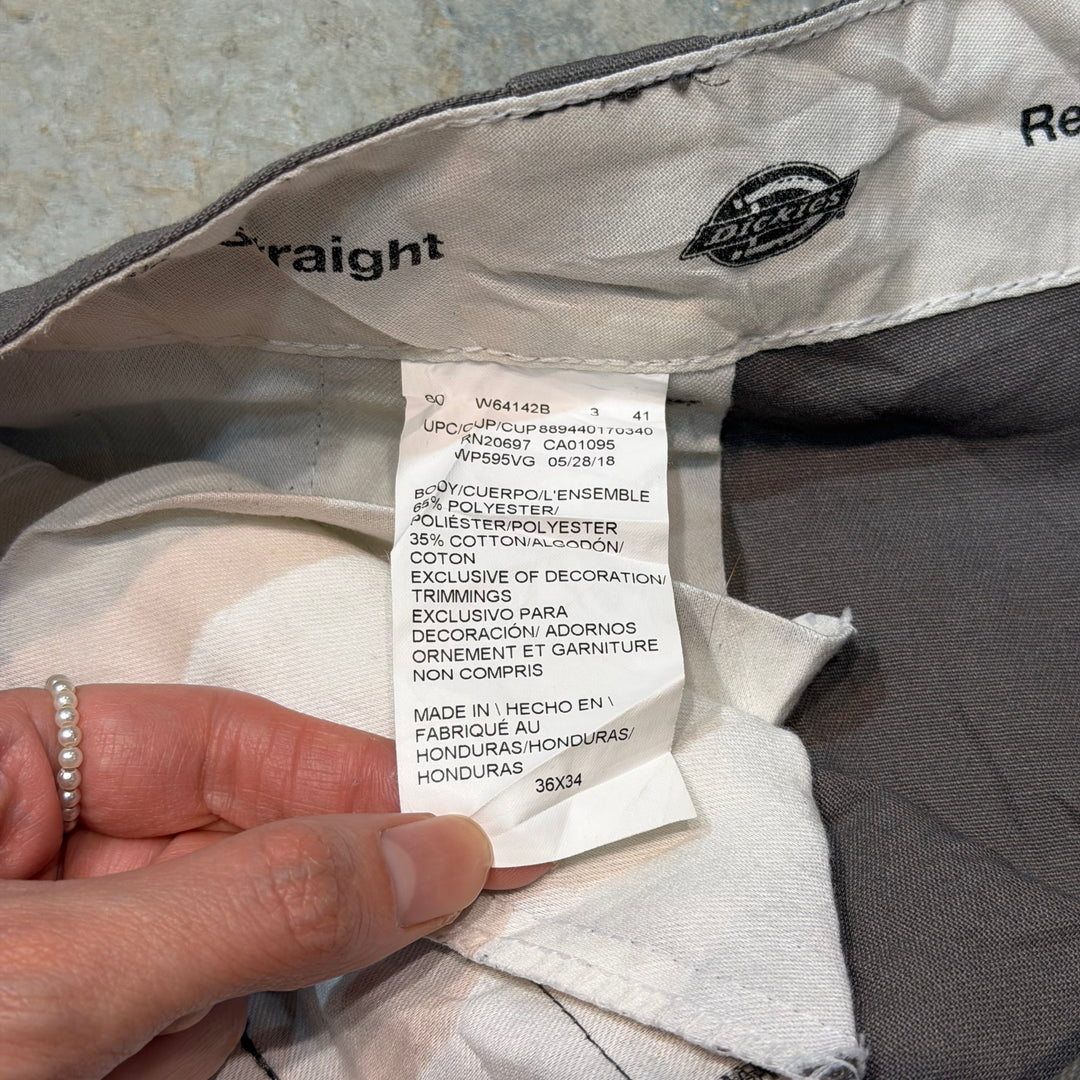 Re
Dickies
Straight
60 W64142B 3 41
UPC/CUP/CUP 889440170340
RN20697 CA01095
WP595VG 05/28/18
BODY/CUERPO/L'ENSEMBLE
65% POLYESTER/
POLIÉSTER/POLYESTER
35% COTTON/ALGODÓN/
COTON
EXCLUSIVE OF DECORATION/
TRIMMINGS
EXCLUSIVO PARA
DECORACIÓN/ ADORNOS
ORNEMENT ET GARNITURE
NON COMPRIS
MADE IN \ HECHO EN \
FABRIQUÉ AU
HONDURAS/HONDURAS/
HONDURAS
36X34